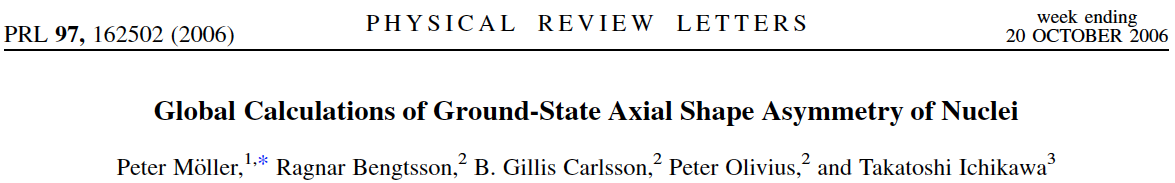 PRL 97, 162502 (2006)
PHYSICAL REVIEW LETTERS
week ending
20 OCTOBER 2006
Global Calculations of Ground-State Axial Shape Asymmetry of Nuclei
Peter Möller,1,* Ragnar Bengtsson,2 B. Gillis Carlsson,2 Peter Olivius,2 and Takatoshi Ichikawa3